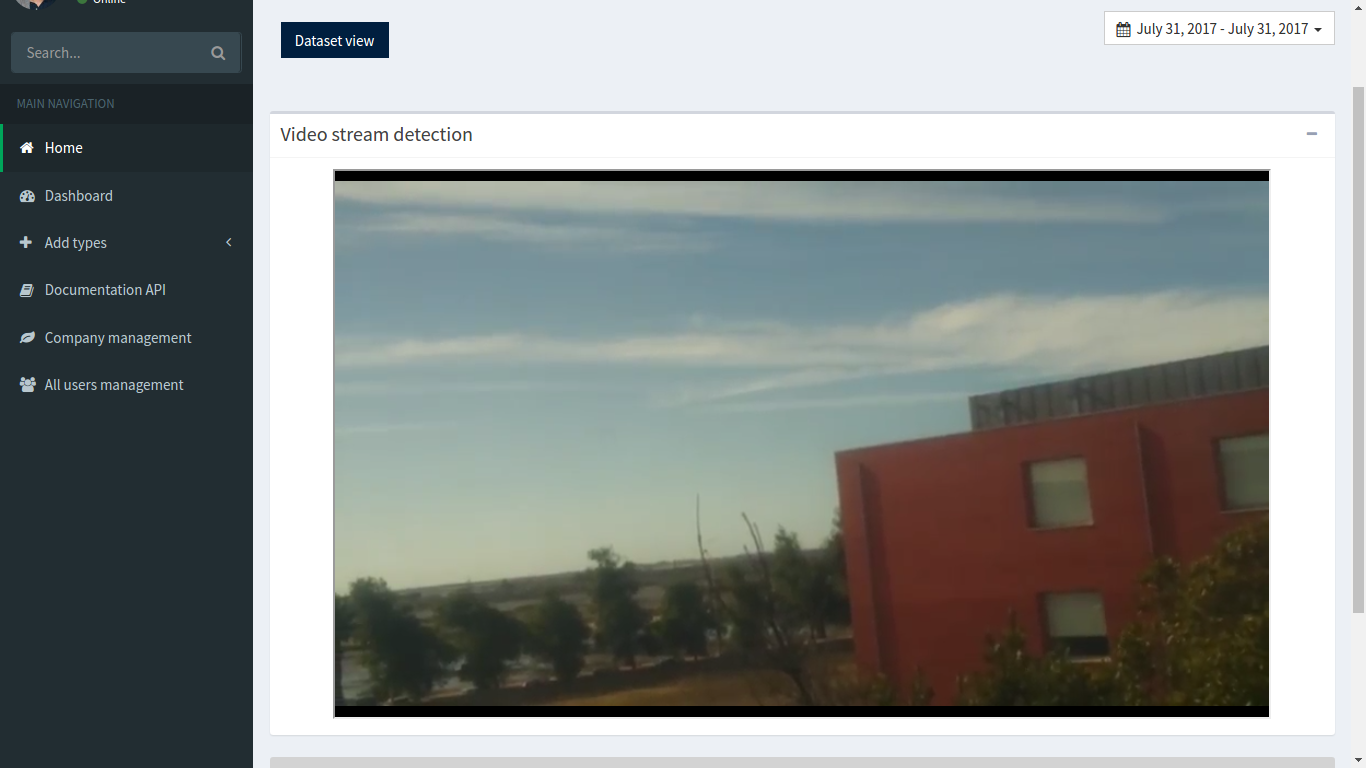 Online
Search...
MAIN NAVIGATION
Home
Dashboard
Add types
Documentation API
Company management
All users management
Dataset view
July 31, 2017 - July 31, 2017
Video stream detection